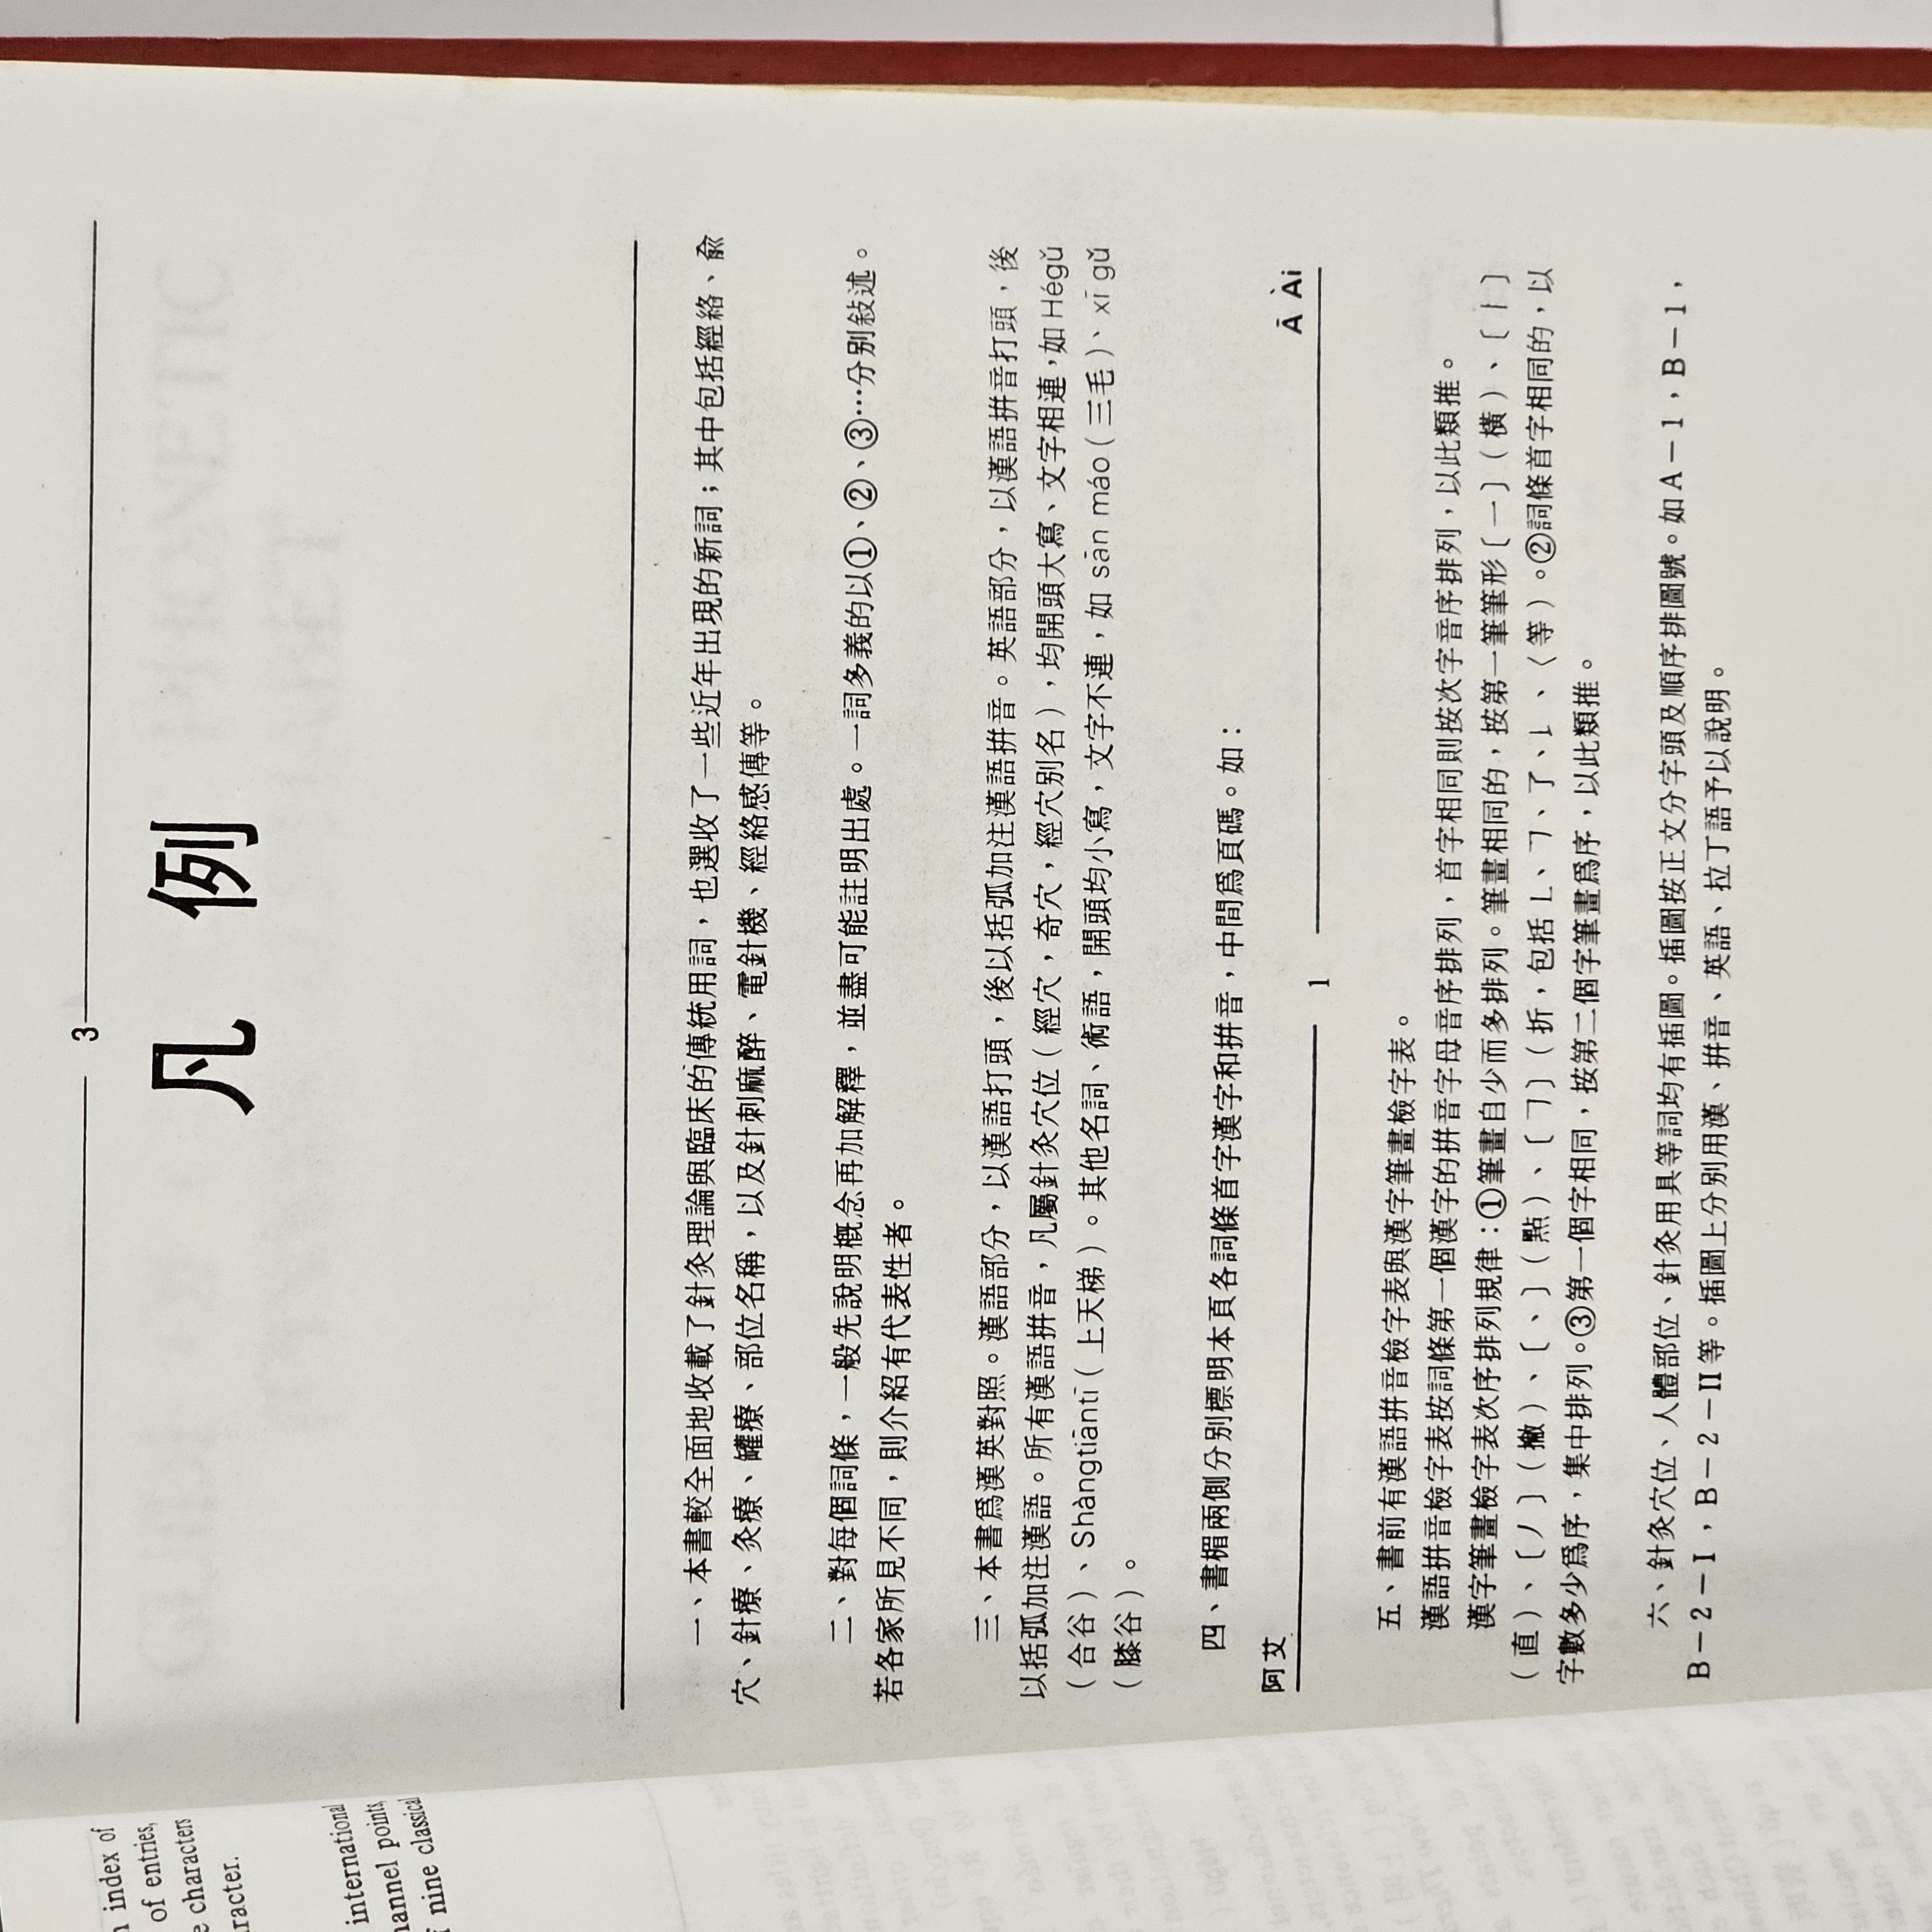 index of
of entries,
characters
international
points,
nine classical
3
凡例
一、本書較全面地收載了針灸理論與臨床的傳統用詞，也選收了一些近年出現的新詞；其中包括經絡、兪
穴、針療、灸療、罐療、部位名稱，以及針刺麻醉、電針機、經絡感傳等。
二、對每個詞條，一般先說明概念再加解釋，並盡可能註明出處。一詞多義的以①、②、③…分別敍述。
若各家所見不同，則介紹有代表性者。
三、本書爲漢英對照。漢語部分，以漢語打頭，後以括弧加注漢語拼音。英語部分，以漢語拼音打頭，後
以括弧加注漢語。所有漢語拼音，凡屬針灸穴位（經穴，奇穴，經穴別名），均開頭大寫、文字相連，如Hégǔ
（合谷）、Shàngtiāntī（上天梯）。其他名詞、術語，開頭均小寫，文字不連，如 sān máo（三毛）、xī gǔ
（膝谷）。
四、書楣兩側分別標明本頁各詞條首字漢字和拼音，中間爲頁碼。如：
阿艾
Ā Ài
1
五、書前有漢語拼音檢字表與漢字筆畫檢字表。
漢語拼音檢字表按詞條第一個漢字的拼音字母音序排列，首字相同則按次字音序排列，以此類推。
漢字筆畫檢字表次序排列規律：①筆畫自少而多排列。筆畫相同的，按第一筆筆形〔一〕（橫）、〔丨〕
（直）、〔丿〕（撇）、〔、〕（點）、〔㇕〕（折，包括㇗、㇕、了、㇙、㇛等）。②詞條首字相同的，以
字數多少爲序，集中排列。③第一個字相同，按第二個字筆畫爲序，以此類推。
六、針灸穴位、人體部位、針灸用具等詞均有插圖。插圖按正文分字頭及順序排圖號。如A－1，B－1，
B－2－I，B－2－II等。插圖上分別用漢、拼音、英語、拉丁語予以說明。